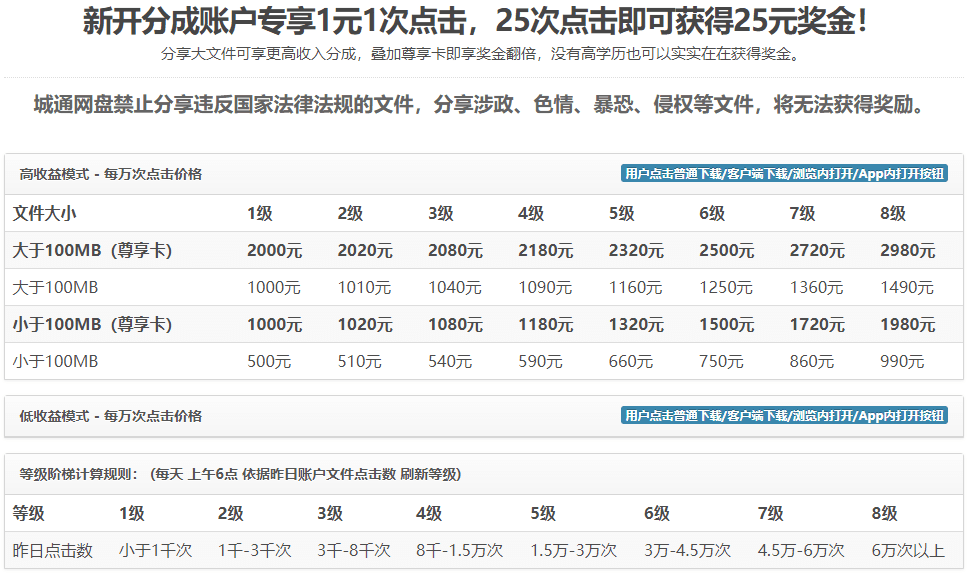 新开分成账户专享1元1次点击，25次点击即可获得25元奖金！
分享大文件可享更高收入分成，叠加尊享卡即享奖金翻倍，没有高学历也可以实实在在获得奖金。
城通网盘禁止分享违反国家法律法规的文件，分享涉政、色情、暴恐、侵权等文件，将无法获得奖励。
高收益模式 - 每万次点击价格 用户点击普通下载/客户端下载/浏览内打开/App内打开按钮
文件大小 1级 2级 3级 4级 5级 6级 7级 8级
大于100MB（尊享卡） 2000元 2020元 2080元 2180元 2320元 2500元 2720元 2980元
大于100MB 1000元 1010元 1040元 1090元 1160元 1250元 1360元 1490元
小于100MB（尊享卡） 1000元 1020元 1080元 1180元 1320元 1500元 1720元 1980元
小于100MB 500元 510元 540元 590元 660元 750元 860元 990元
低收益模式 - 每万次点击价格 用户点击普通下载/客户端下载/浏览内打开/App内打开按钮
等级阶梯计算规则： (每天 上午6点 依据昨日账户文件点击数 刷新等级)
等级 1级 2级 3级 4级 5级 6级 7级 8级
昨日点击数 小于1千次 1千-3千次 3千-8千次 8千-1.5万次 1.5万-3万次 3万-4.5万次 4.5万-6万次 6万次以上